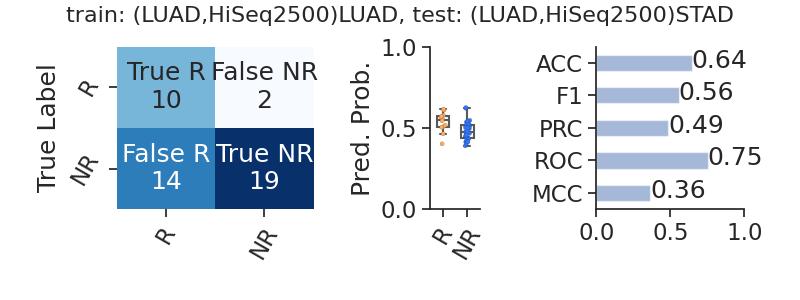 train: (LUAD,HiSeq2500)LUAD, test: (LUAD,HiSeq2500)STAD
True Label
R
NR
True R
10
False NR
2
False R
14
True NR
19
R
NR
Pred. Prob.
1.0
0.5
0.0
R
NR
ACC
0.64
F1
0.56
PRC
0.49
ROC
0.75
MCC
0.36
0.0
0.5
1.0